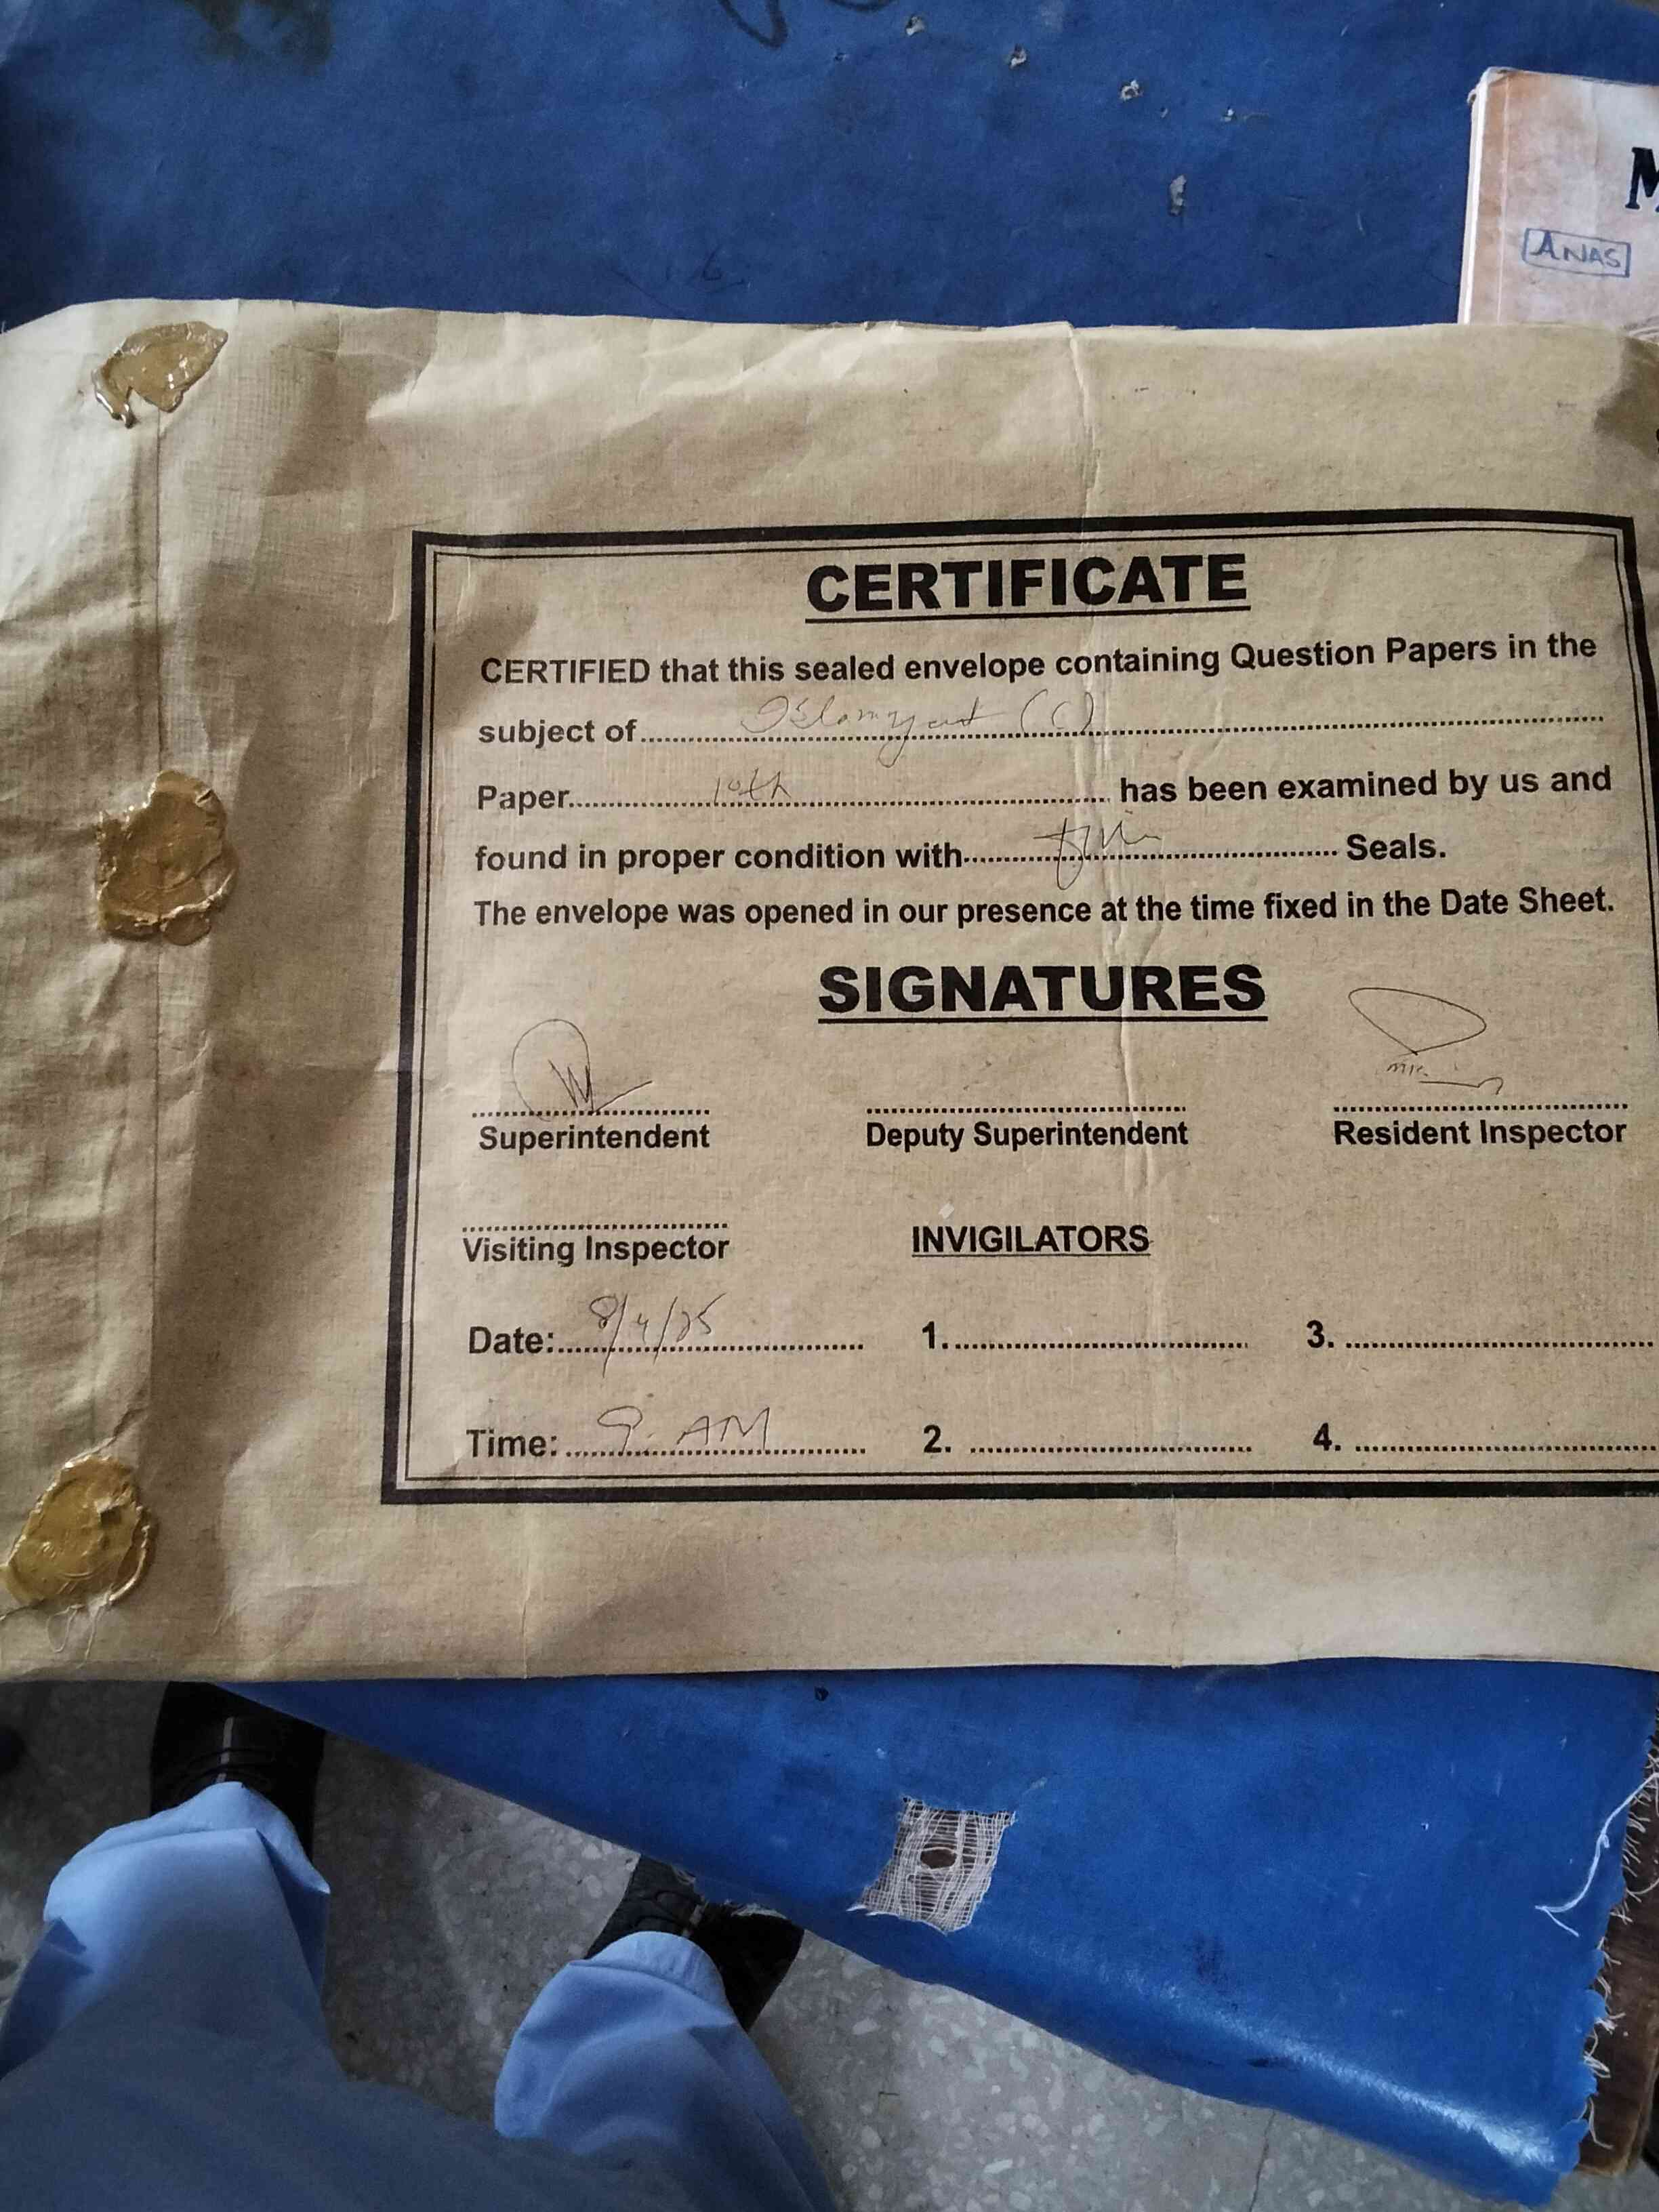 M
ANAS
CERTIFICATE
CERTIFIED that this sealed envelope containing Question Papers in the
subject of Islamyat (C)
Paper 10th has been examined by us and
found in proper condition with Seals.
The envelope was opened in our presence at the time fixed in the Date Sheet.
SIGNATURES
Superintendent Deputy Superintendent Resident Inspector
Visiting Inspector INVIGILATORS
Date: 8/4/25 1. 3.
Time: 9. AM 2. 4.